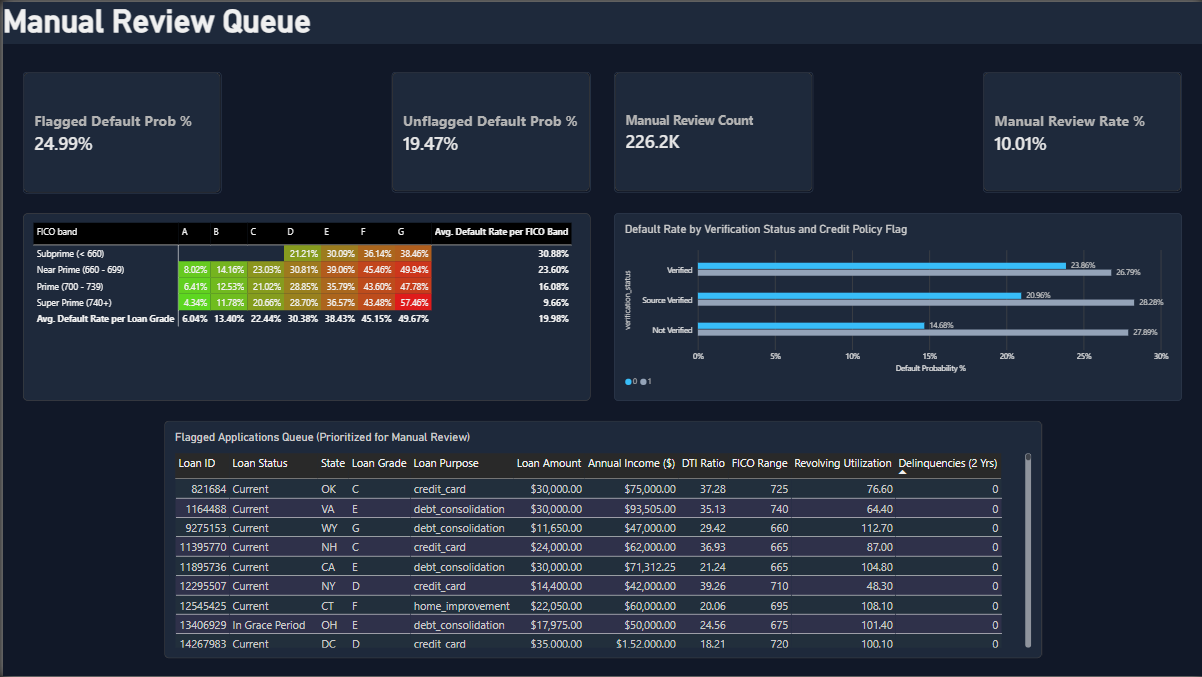 Manual Review Queue
Flagged Default Prob %
24.99%
Unflagged Default Prob %
19.47%
Manual Review Count
226.2K
Manual Review Rate %
10.01%
FICO band A B C D E F G Avg. Default Rate per FICO Band
Subprime (< 660) 21.21% 30.09% 36.14% 38.46% 30.88%
Near Prime (660 - 699) 8.02% 14.16% 23.03% 30.81% 39.06% 45.46% 49.94% 23.60%
Prime (700 - 739) 6.41% 12.53% 21.02% 28.85% 35.79% 43.60% 47.78% 16.08%
Super Prime (740+) 4.34% 11.78% 20.66% 28.70% 36.57% 43.48% 57.46% 9.66%
Avg. Default Rate per Loan Grade 6.04% 13.40% 22.44% 30.38% 38.43% 45.15% 49.67% 19.98%
Default Rate by Verification Status and Credit Policy Flag
verification_status
Verified 23.86%
26.79%
Source Verified 20.96%
28.28%
Not Verified 14.68%
27.89%
0% 5% 10% 15% 20% 25% 30%
Default Probability %
0 1
Flagged Applications Queue (Prioritized for Manual Review)
Loan ID Loan Status State Loan Grade Loan Purpose Loan Amount Annual Income ($) DTI Ratio FICO Range Revolving Utilization Delinquencies (2 Yrs)
821684 Current OK C credit_card $30,000.00 $75,000.00 37.28 725 76.60 0
1164488 Current VA E debt_consolidation $30,000.00 $93,505.00 35.13 740 64.40 0
9275153 Current WY G debt_consolidation $11,650.00 $47,000.00 29.42 660 112.70 0
11395770 Current NH C credit_card $24,000.00 $62,000.00 36.93 665 87.00 0
11895736 Current CA E debt_consolidation $30,000.00 $71,312.25 21.24 665 104.80 0
12295507 Current NY D credit_card $14,400.00 $42,000.00 39.26 710 48.30 0
12545425 Current CT F home_improvement $22,050.00 $60,000.00 20.06 695 108.10 0
13406929 In Grace Period OH E debt_consolidation $17,975.00 $50,000.00 24.56 675 101.40 0
14267983 Current DC D credit_card $35,000.00 $1,52,000.00 18.21 720 100.10 0